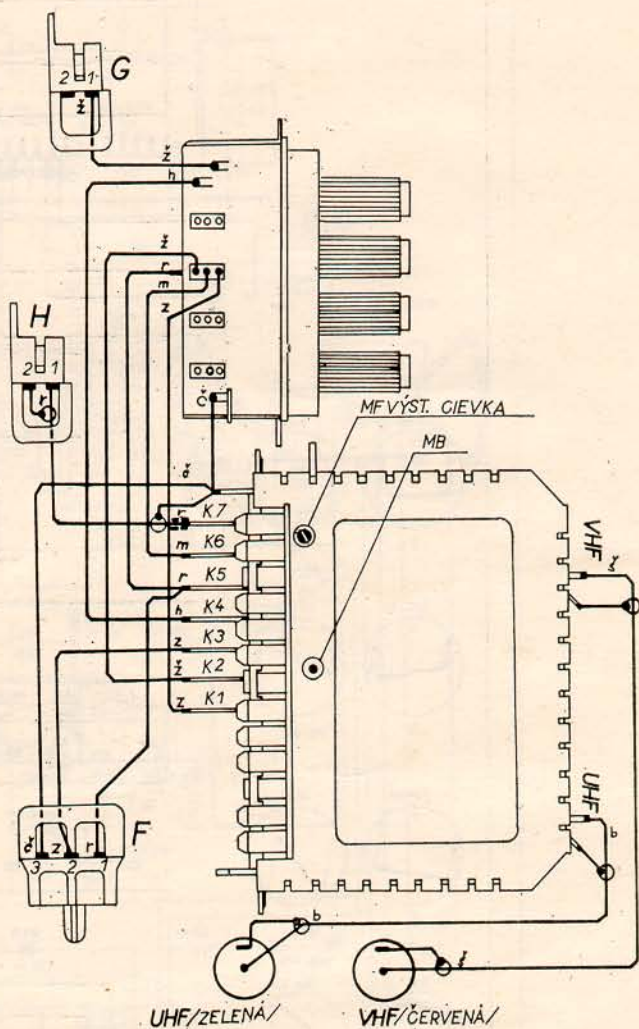 G
2 1
ž
ž
h
ž
r
m
z
H
2 1
r
č
MF VÝST. CIEVKA
MB
č
r K7
m K6
r K5
h K4
z K3
ž K2
z K1
VHF
UHF
b
F
č z r
3 2 1
b
UHF/ZELENÁ/
VHF/ČERVENÁ/